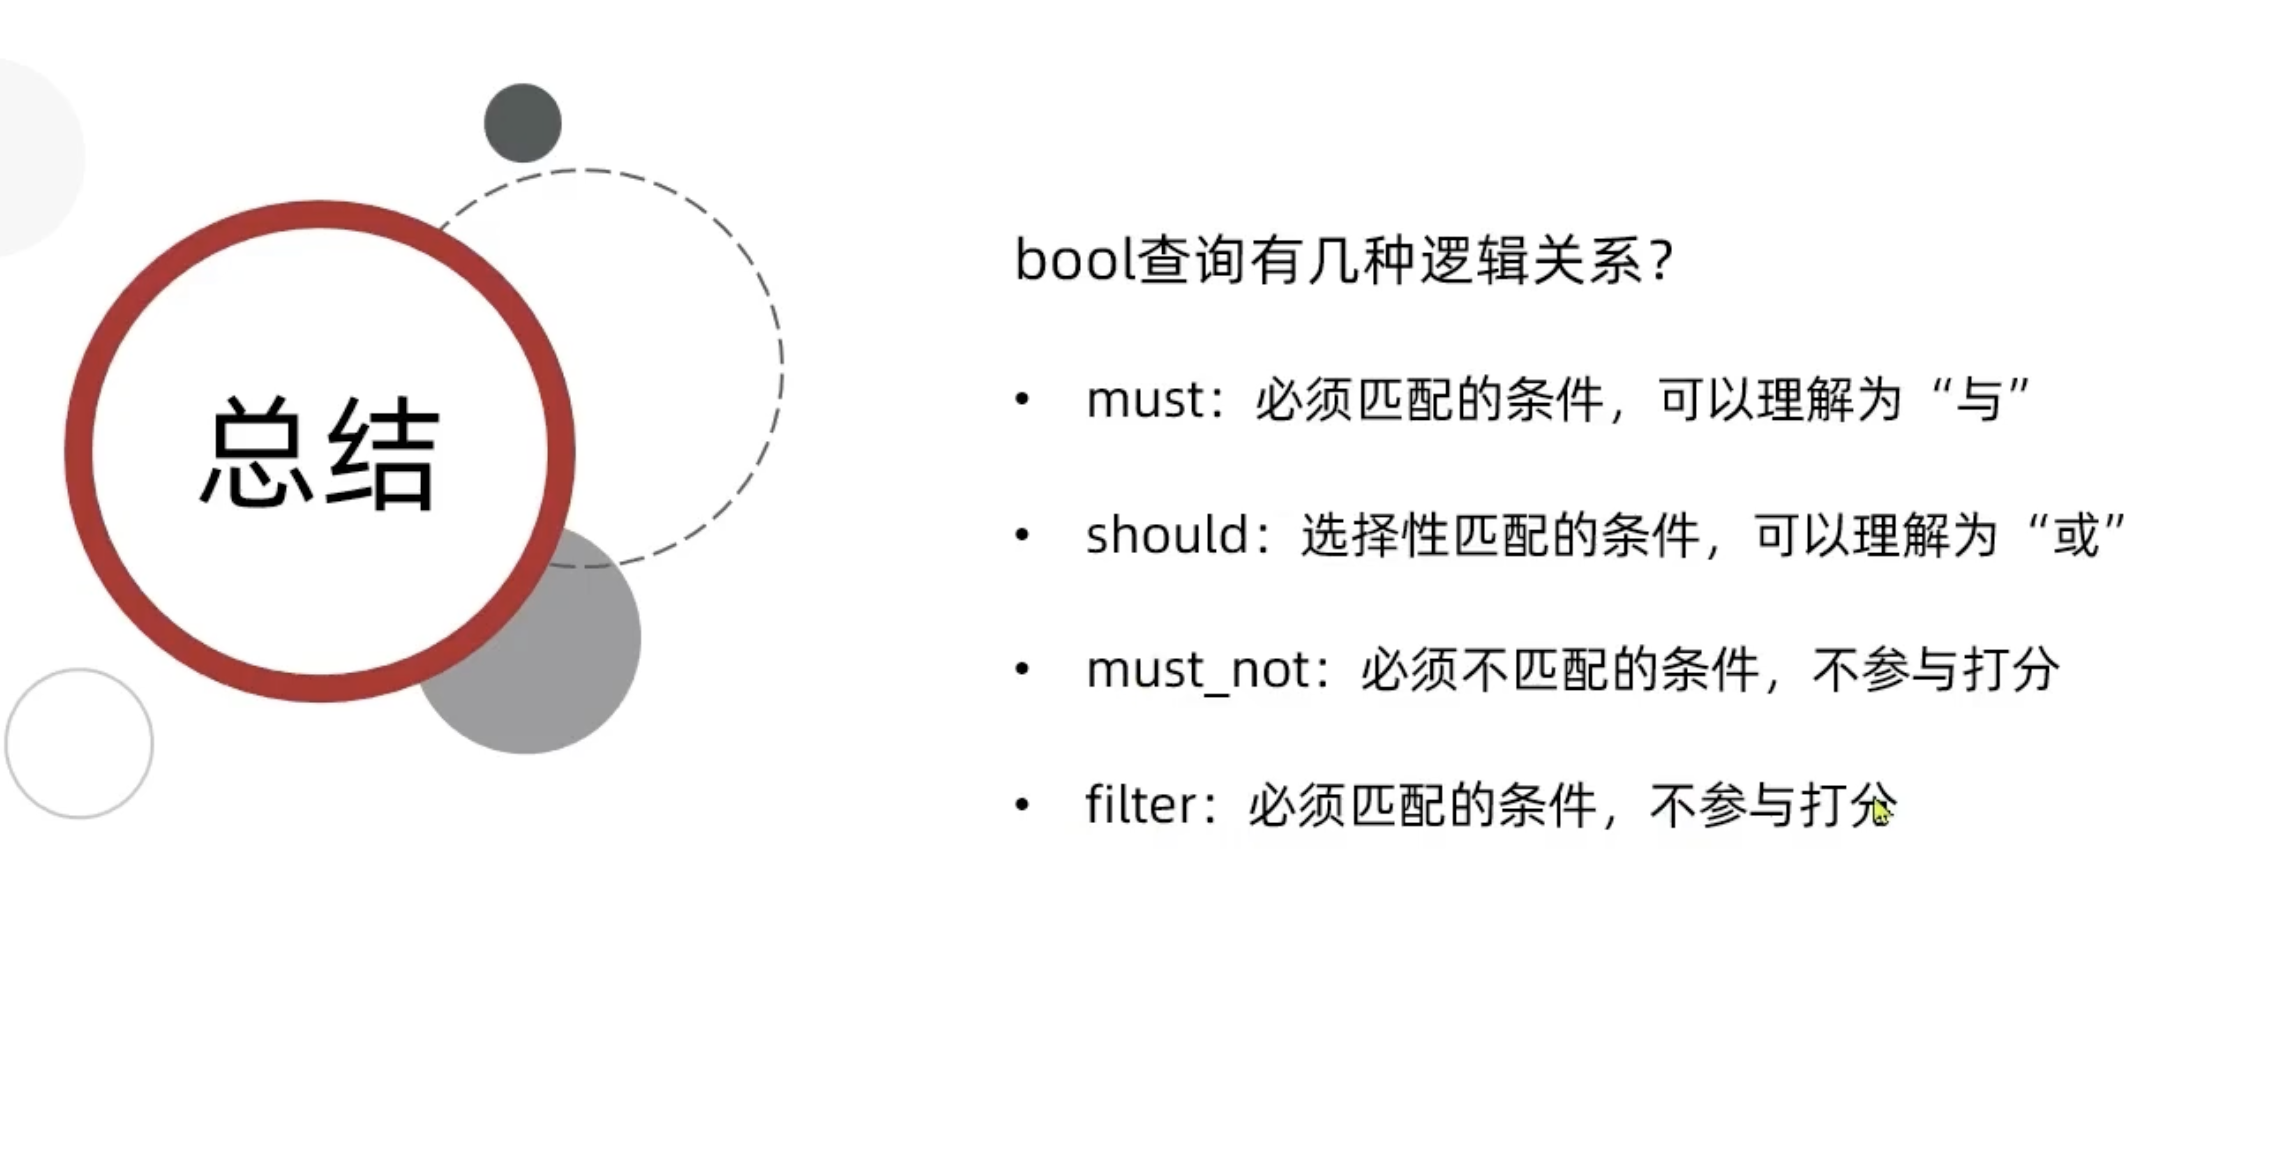 总结
bool查询有几种逻辑关系？
• must：必须匹配的条件，可以理解为“与”
• should：选择性匹配的条件，可以理解为“或”
• must_not：必须不匹配的条件，不参与打分
• filter：必须匹配的条件，不参与打分